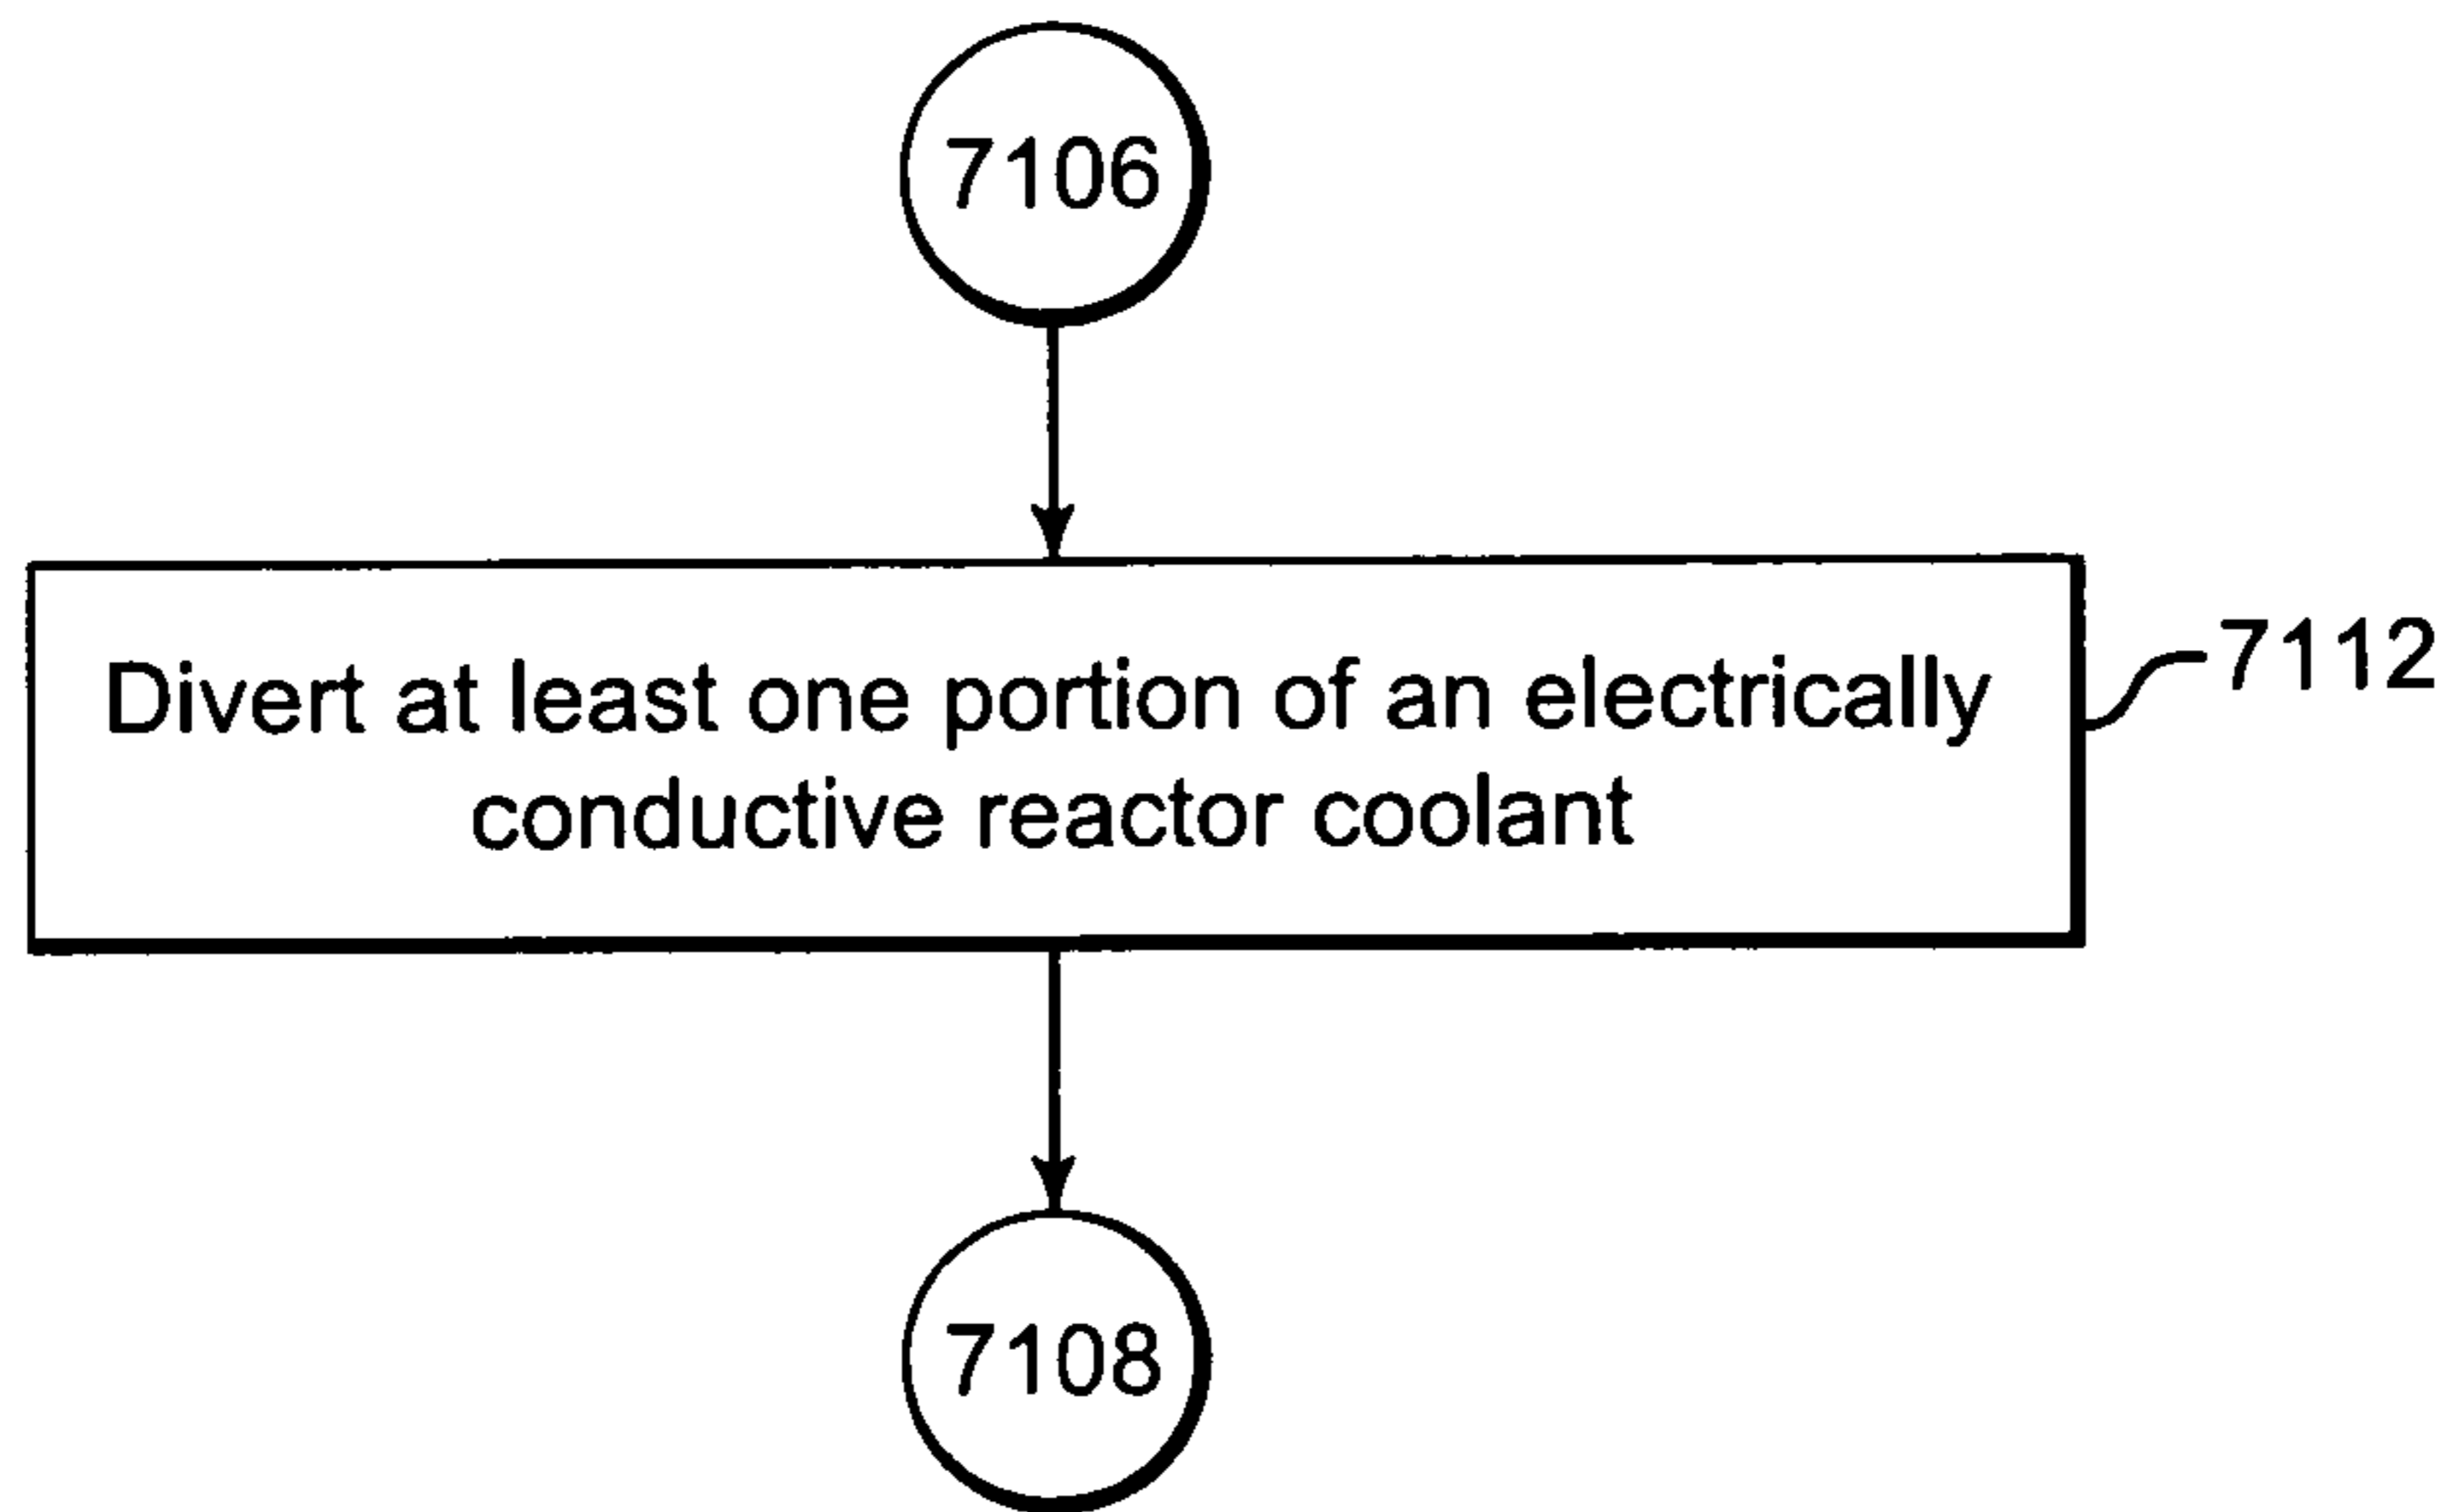 7106
Divert at least one portion of an electrically
conductive reactor coolant
7112
7108